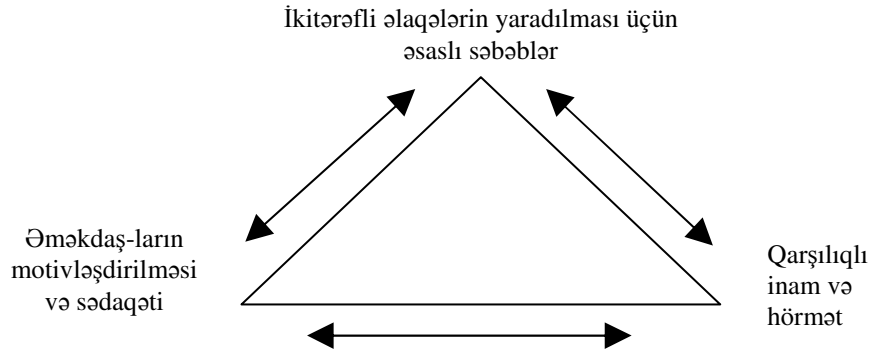 İkitərəfli əlaqələrin yaradılması üçün
əsaslı səbəblər
Əməkdaş-ların
motivləşdirilməsi
və sədaqəti
Qarşılıqlı
inam və
hörmət